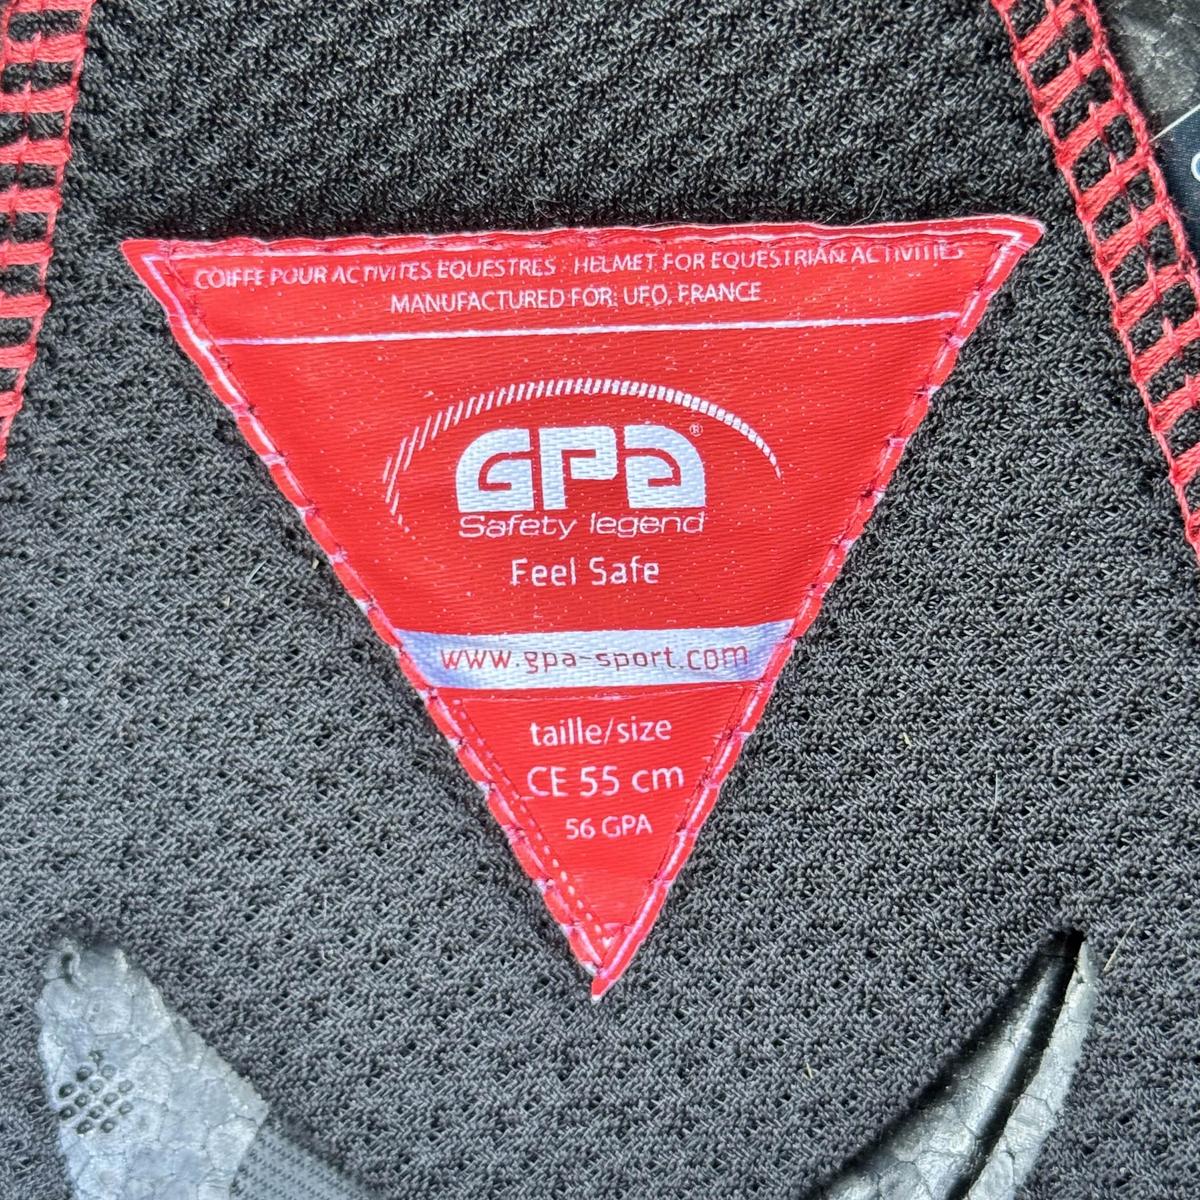 COIFFE POUR ACTIVITES EQUESTRES - HELMET FOR EQUESTRIAN ACTIVITIES
MANUFACTURED FOR: UFO, FRANCE
GPA®
Safety legend
Feel Safe
www.gpa-sport.com
taille/size
CE 55 cm
56 GPA